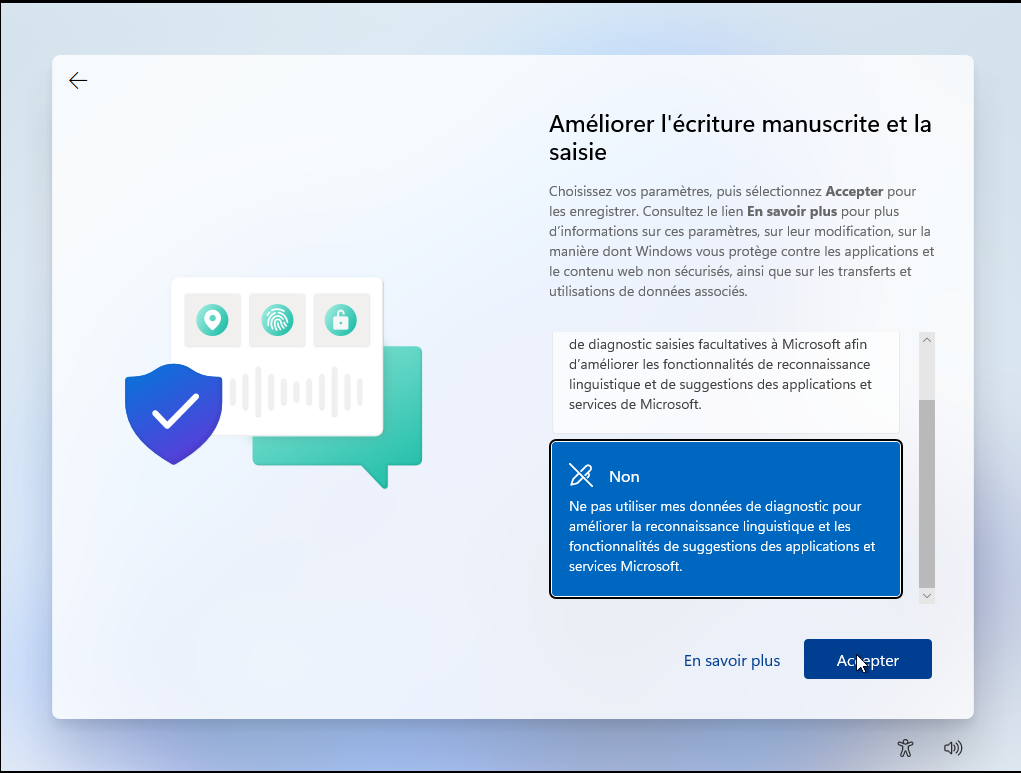 Améliorer l'écriture manuscrite et la
saisie
Choisissez vos paramètres, puis sélectionnez Accepter pour
les enregistrer. Consultez le lien En savoir plus pour plus
d’informations sur ces paramètres, sur leur modification, sur la
manière dont Windows vous protège contre les applications et
le contenu web non sécurisés, ainsi que sur les transferts et
utilisations de données associés.
de diagnostic saisies facultatives à Microsoft afin
d’améliorer les fonctionnalités de reconnaissance
linguistique et de suggestions des applications et
services de Microsoft.
Non
Ne pas utiliser mes données de diagnostic pour
améliorer la reconnaissance linguistique et les
fonctionnalités de suggestions des applications et
services Microsoft.
En savoir plus
Accepter